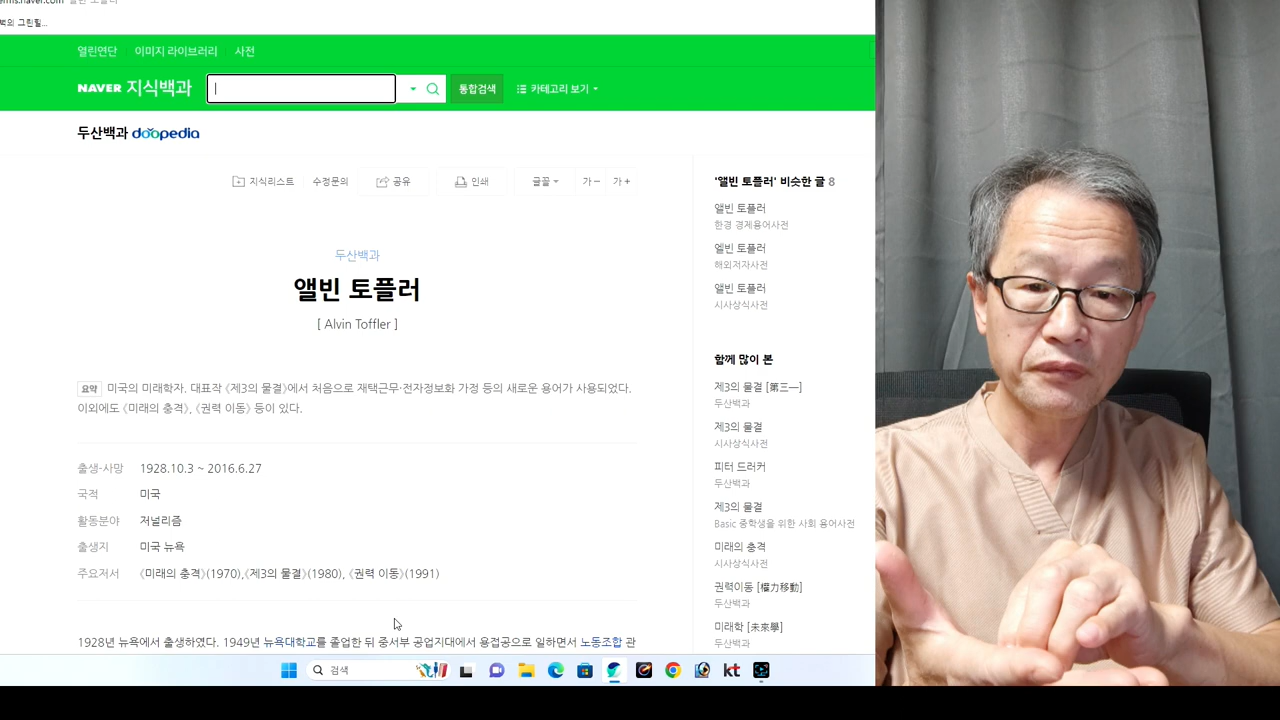 열린연단 이미지 라이브러리 사전
NAVER 지식백과 통합검색 카테고리 보기
두산백과 doopedia
지식리스트 수정문의 공유 인쇄 글꼴 가- 가+
두산백과
앨빈 토플러
[ Alvin Toffler ]
요약 미국의 미래학자. 대표작 《제3의 물결》에서 처음으로 재택근무·전자정보화 가정 등의 새로운 용어가 사용되었다.
이외에도 《미래의 충격》, 《권력 이동》 등이 있다.
출생-사망 1928.10.3 ~ 2016.6.27
국적 미국
활동분야 저널리즘
출생지 미국 뉴욕
주요저서 《미래의 충격》(1970),《제3의 물결》(1980), 《권력 이동》(1991)
1928년 뉴욕에서 출생하였다. 1949년 뉴욕대학교를 졸업한 뒤 중서부 공업지대에서 용접공으로 일하면서 노동조합 관
'앨빈 토플러' 비슷한 글 8
앨빈 토플러
한경 경제용어사전
엘빈 토플러
해외저자사전
앨빈 토플러
시사상식사전
함께 많이 본
제3의 물결 [第三一]
두산백과
제3의 물결
시사상식사전
피터 드러커
두산백과
제3의 물결
Basic 중학생을 위한 사회 용어사전
미래의 충격
시사상식사전
권력이동 [權力移動]
두산백과
미래학 [未來學]
두산백과
검색
kt